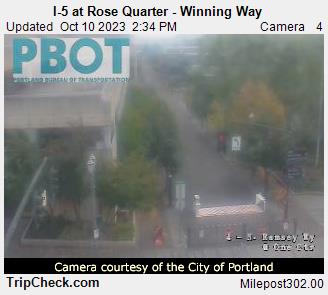 I-5 at Rose Quarter - Winning Way
Updated Oct 10 2023 2:34 PM Camera 4
PBOT
PORTLAND BUREAU OF TRANSPORTATION
Camera courtesy of the City of Portland
TripCheck.com Milepost302.00